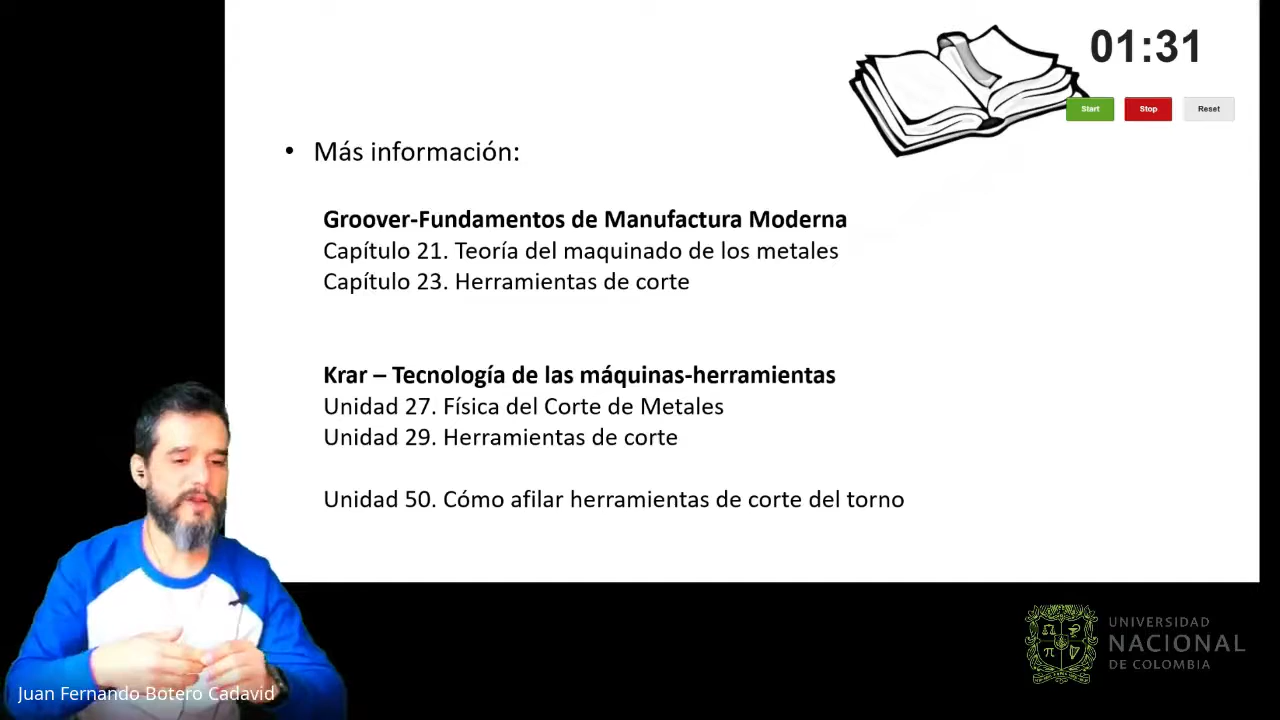 01:31
Start Stop Reset
• Más información:
Groover-Fundamentos de Manufactura Moderna
Capítulo 21. Teoría del maquinado de los metales
Capítulo 23. Herramientas de corte
Krar – Tecnología de las máquinas-herramientas
Unidad 27. Física del Corte de Metales
Unidad 29. Herramientas de corte
Unidad 50. Cómo afilar herramientas de corte del torno
UNIVERSIDAD
NACIONAL
DE COLOMBIA
Juan Fernando Botero Cadavid